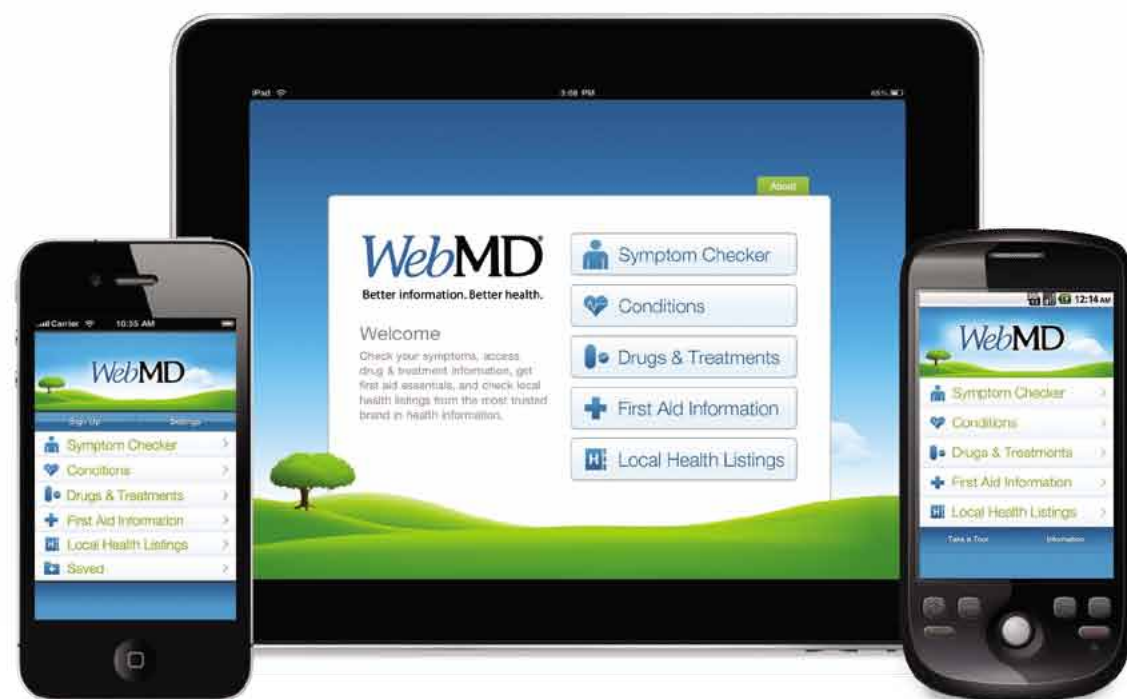 iPad
3:08 PM
About
WebMD®
Better information. Better health.
Welcome
Check your symptoms, access
drug & treatment information, get
first aid essentials, and check local
health listings from the most trusted
brand in health information.
Symptom Checker
Conditions
Drugs & Treatments
First Aid Information
Local Health Listings
Carrier
10:35 AM
WebMD
Sign Up
Settings
Symptom Checker
Conditions
Drugs & Treatments
First Aid Information
Local Health Listings
Saved
12:14 AM
WebMD
Symptom Checker
Conditions
Drugs & Treatments
First Aid Information
Local Health Listings
Take a Tour
Information